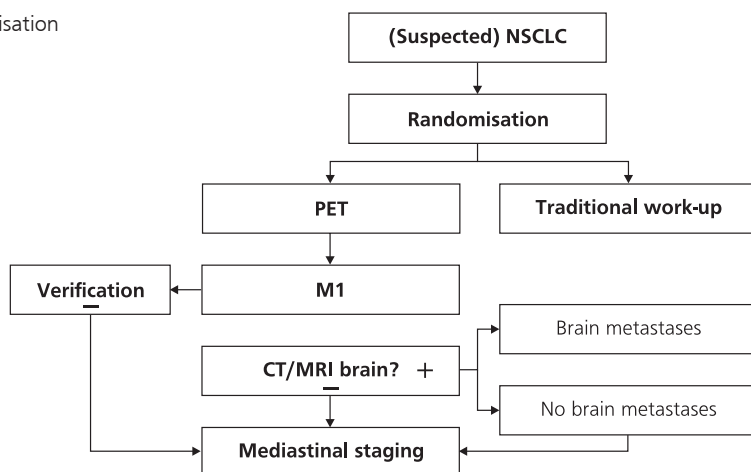 isation
(Suspected) NSCLC
Randomisation
PET
Traditional work-up
Verification
–
M1
Brain metastases
CT/MRI brain? +
–
No brain metastases
Mediastinal staging